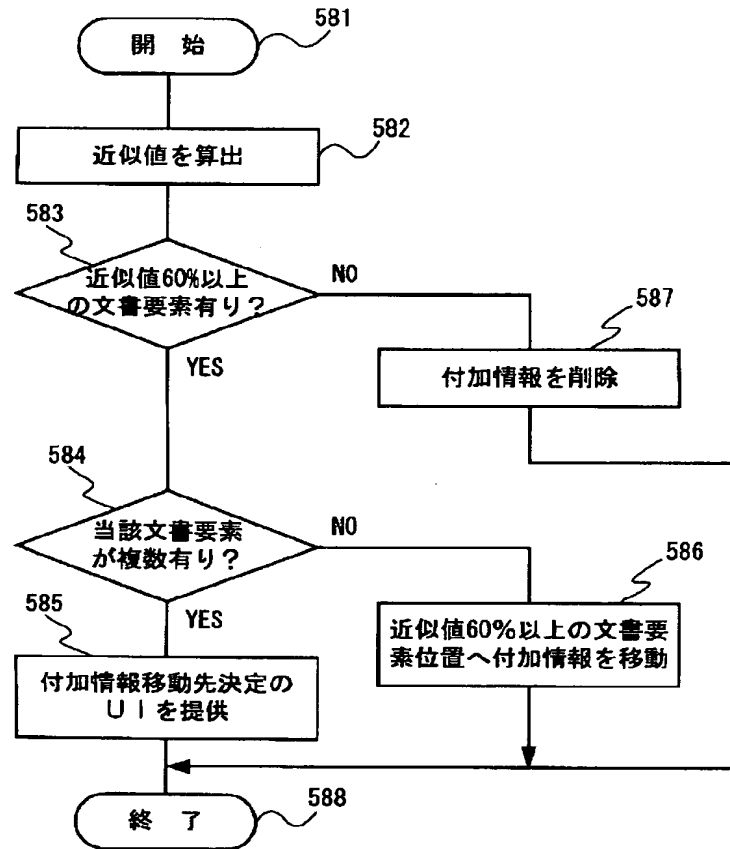 開 始
581
近似値を算出
582
583
近似値60%以上
の文書要素有り?
NO
YES
587
付加情報を削除
584
当該文書要素
が複数有り?
NO
YES
586
近似値60%以上の文書要
素位置へ付加情報を移動
585
付加情報移動先決定の
UIを提供
終 了
588